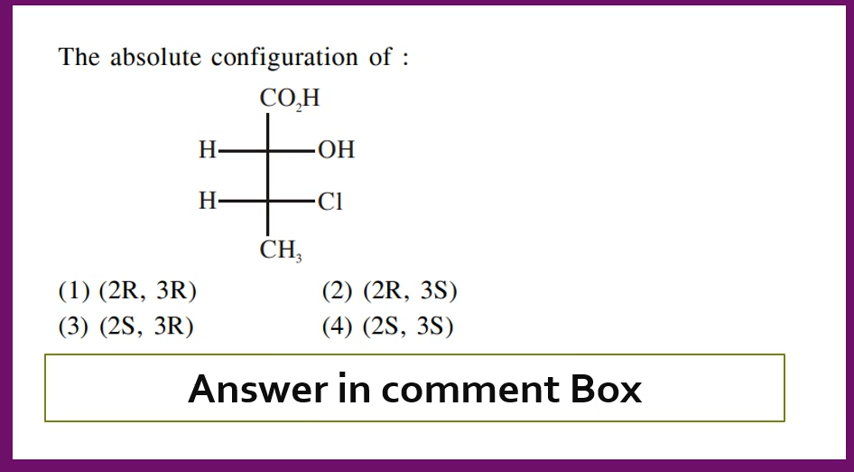 The absolute configuration of :
CO₂H
H OH
H Cl
CH₃
(1) (2R, 3R) (2) (2R, 3S)
(3) (2S, 3R) (4) (2S, 3S)
Answer in comment Box